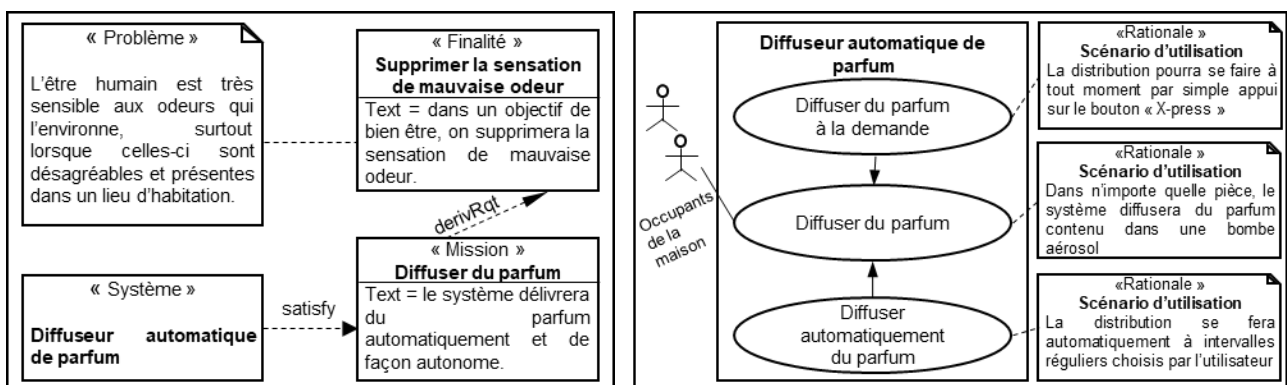 « Problème »
L'être humain est très
sensible aux odeurs qui
l'environne, surtout
lorsque celles-ci sont
désagréables et présentes
dans un lieu d'habitation.
« Finalité »
Supprimer la sensation
de mauvaise odeur
Text = dans un objectif de
bien être, on supprimera la
sensation de mauvaise
odeur.
derivRqt
« Système »
Diffuseur automatique
de parfum
satisfy
« Mission »
Diffuser du parfum
Text = le système délivrera
du parfum
automatiquement et de
façon autonome.
Diffuseur automatique de
parfum
Occupants
de la
maison
Diffuser du parfum
à la demande
Diffuser du parfum
Diffuser
automatiquement
du parfum
«Rationale »
Scénario d'utilisation
La distribution pourra se faire à
tout moment par simple appui
sur le bouton « X-press »
«Rationale »
Scénario d'utilisation
Dans n'importe quelle pièce, le
système diffusera du parfum
contenu dans une bombe
aérosol
«Rationale »
Scénario d'utilisation
La distribution se fera
automatiquement à intervalles
réguliers choisis par l'utilisateur